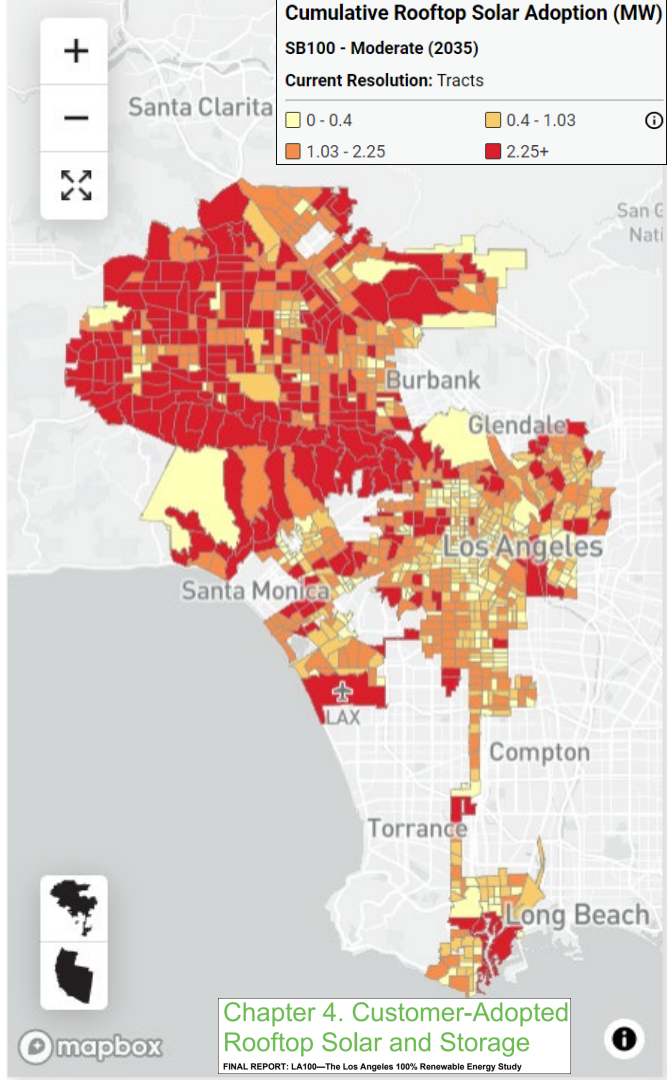 Cumulative Rooftop Solar Adoption (MW)
SB100 - Moderate (2035)
Current Resolution: Tracts
0 - 0.4
0.4 - 1.03
1.03 - 2.25
2.25+
+
−
Santa Clarita
San G
Nati
Burbank
Glendale
Los Angeles
Santa Monica
LAX
Compton
Torrance
Long Beach
Chapter 4. Customer-Adopted
Rooftop Solar and Storage
FINAL REPORT: LA100—The Los Angeles 100% Renewable Energy Study
mapbox